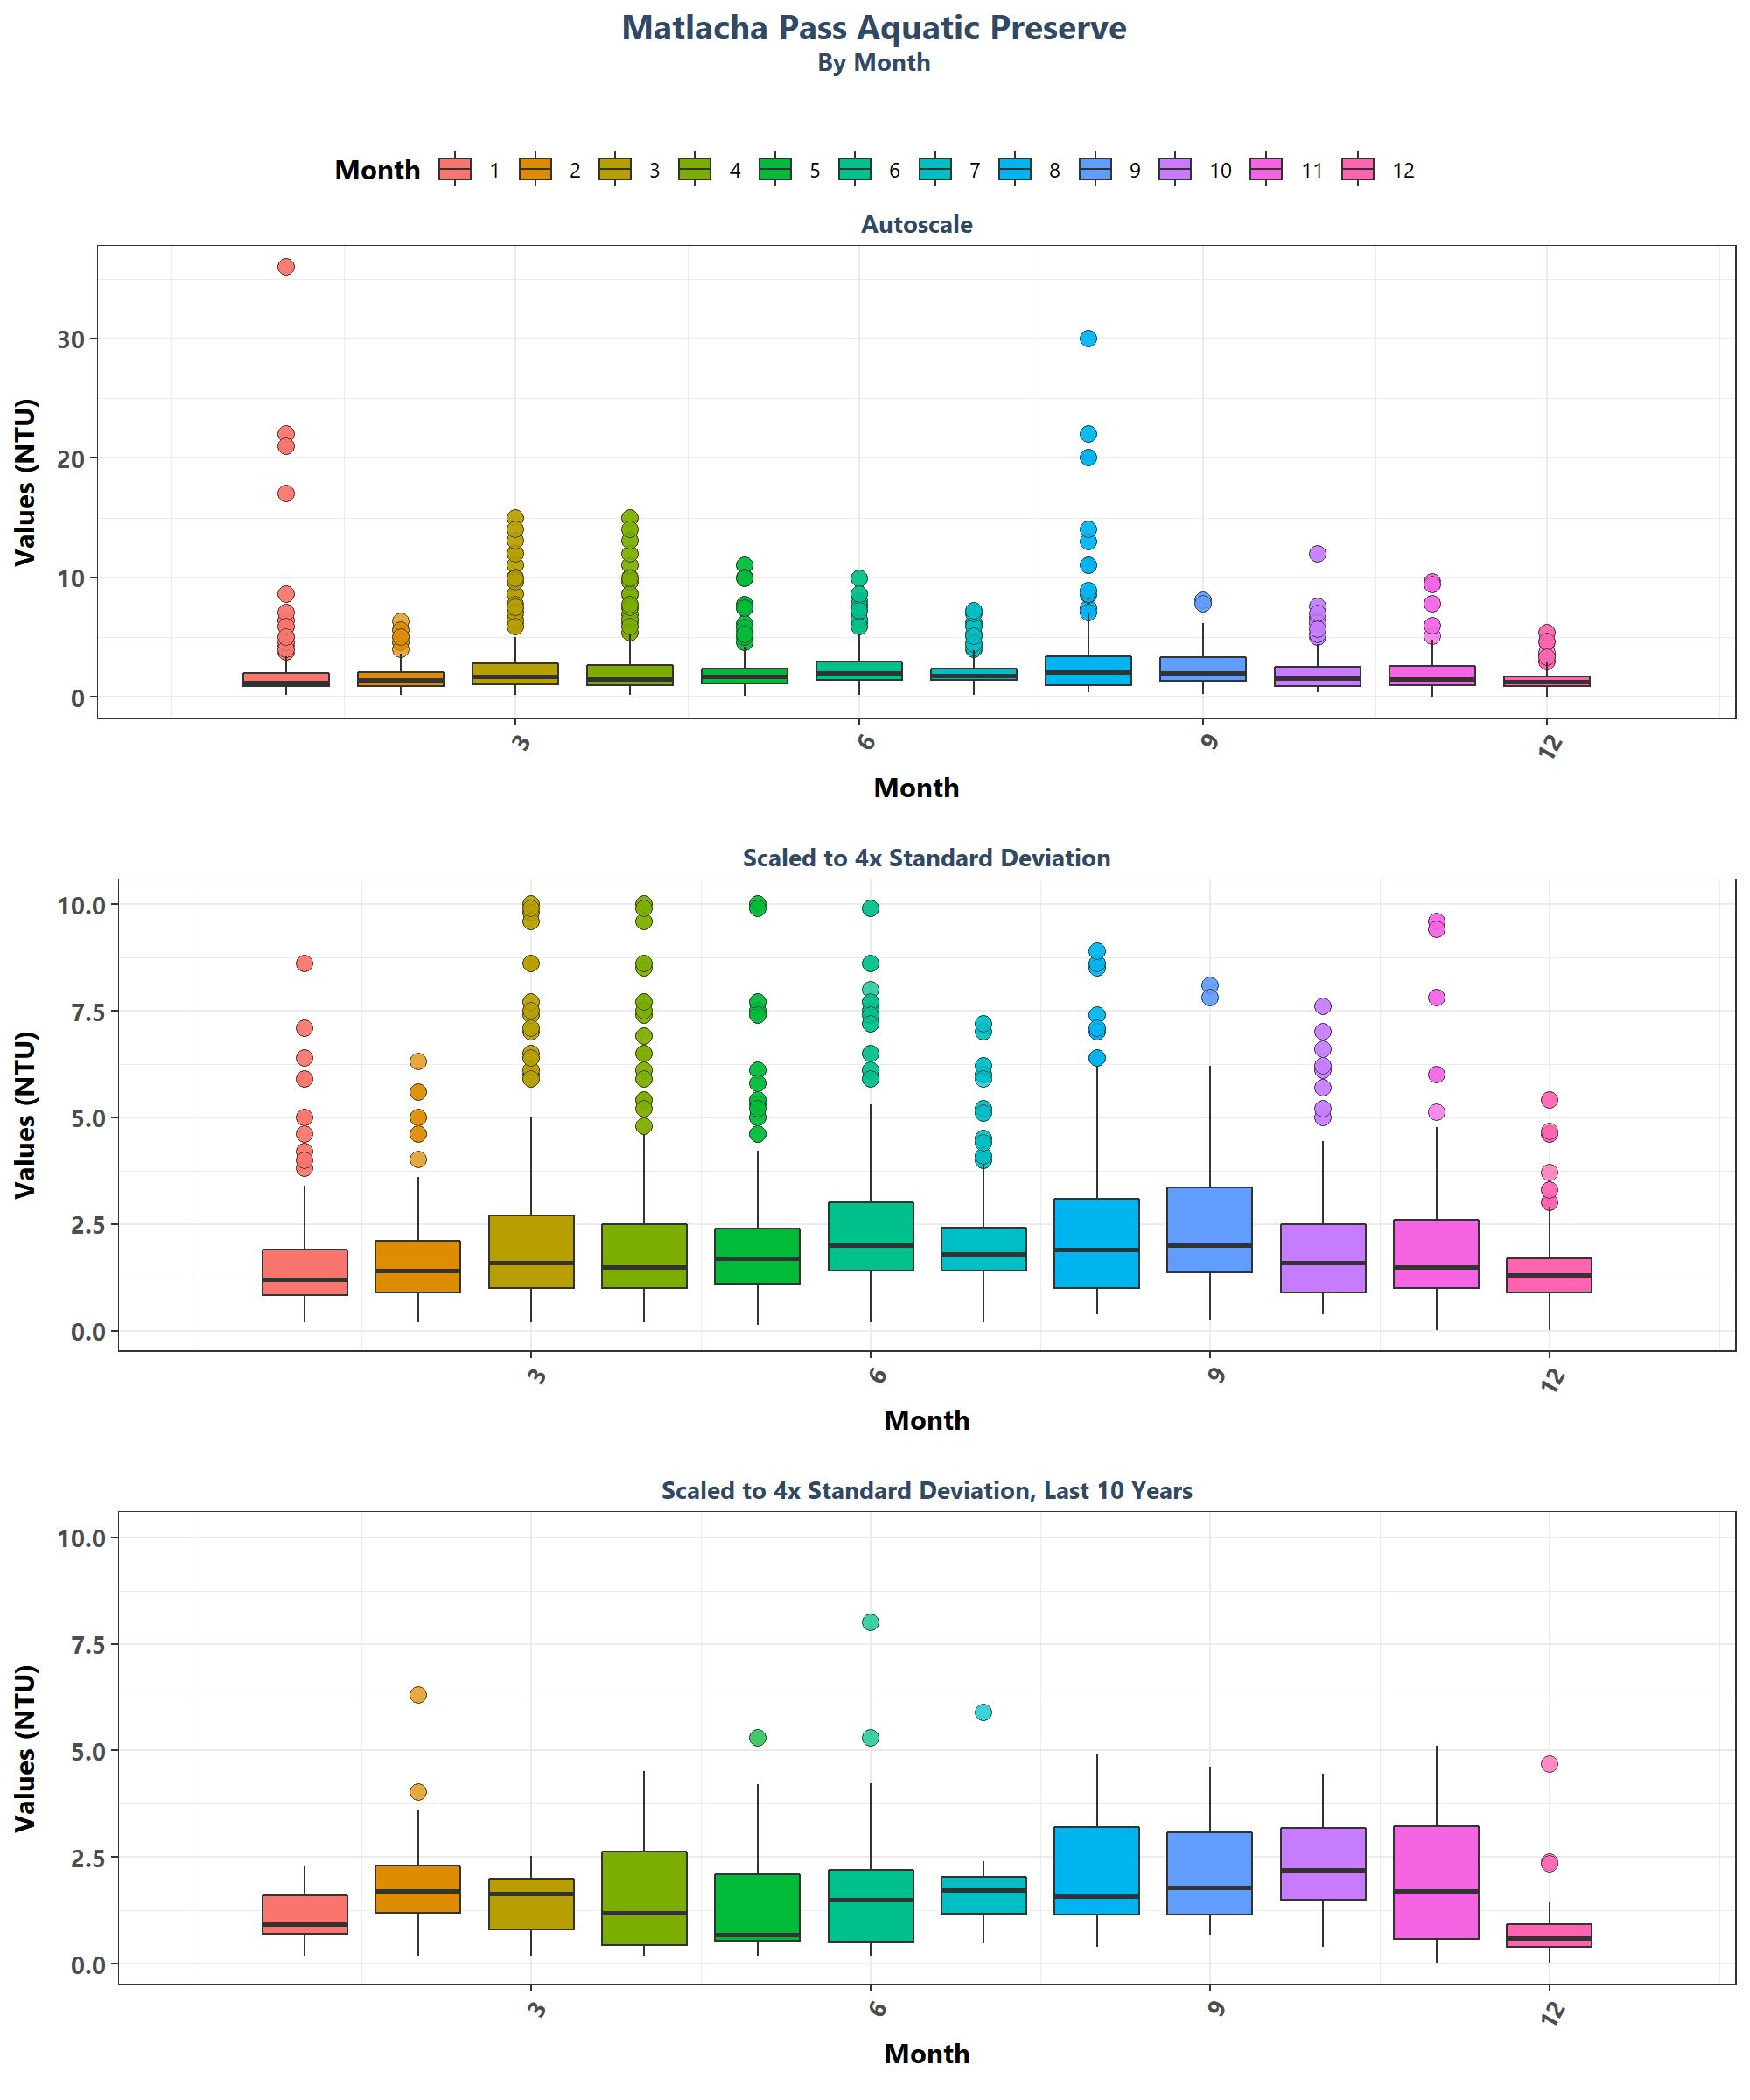 Matlacha Pass Aquatic Preserve
By Month
Month 1 2 3 4 5 6 7 8 9 10 11 12
Autoscale
Values (NTU)
30
20
10
0
3 6 9 12
Month
Scaled to 4x Standard Deviation
Values (NTU)
10.0
7.5
5.0
2.5
0.0
3 6 9 12
Month
Scaled to 4x Standard Deviation, Last 10 Years
Values (NTU)
10.0
7.5
5.0
2.5
0.0
3 6 9 12
Month